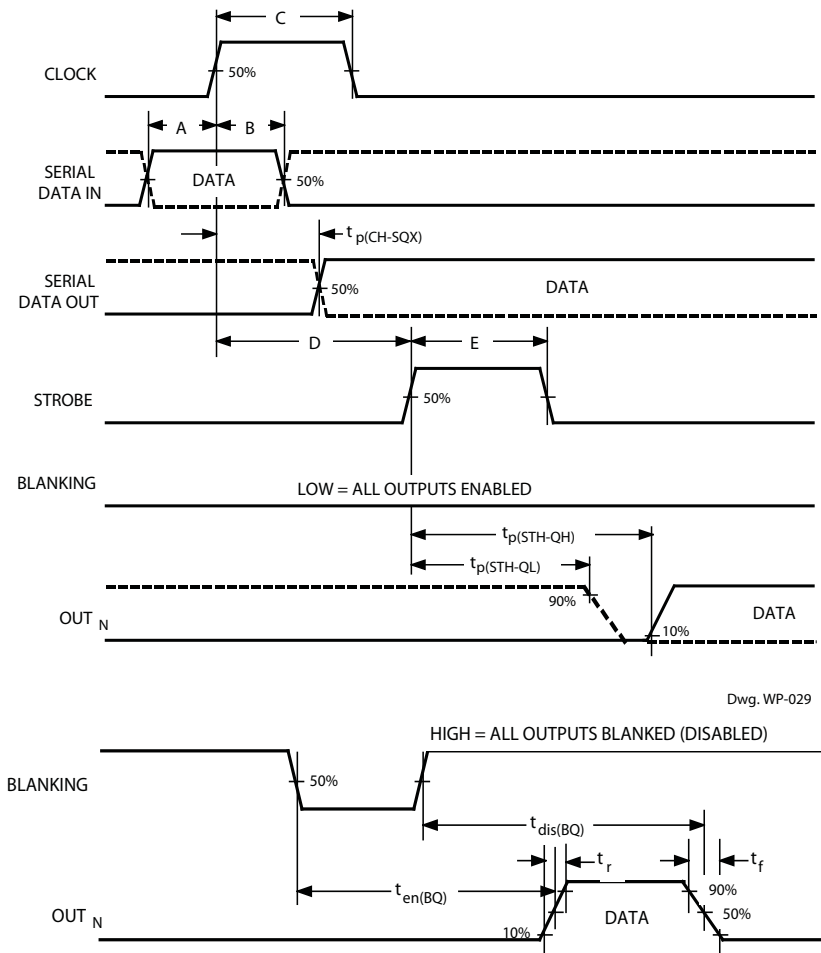 C
CLOCK
50%
A
B
SERIAL
DATA IN
DATA
50%
t p(CH-SQX)
SERIAL
DATA OUT
50%
DATA
D
E
STROBE
50%
BLANKING
LOW = ALL OUTPUTS ENABLED
t p(STH-QH)
t p(STH-QL)
90%
OUT N
10%
DATA
Dwg. WP-029
HIGH = ALL OUTPUTS BLANKED (DISABLED)
BLANKING
50%
t dis(BQ)
t r
t f
t en(BQ)
90%
OUT N
DATA
50%
10%